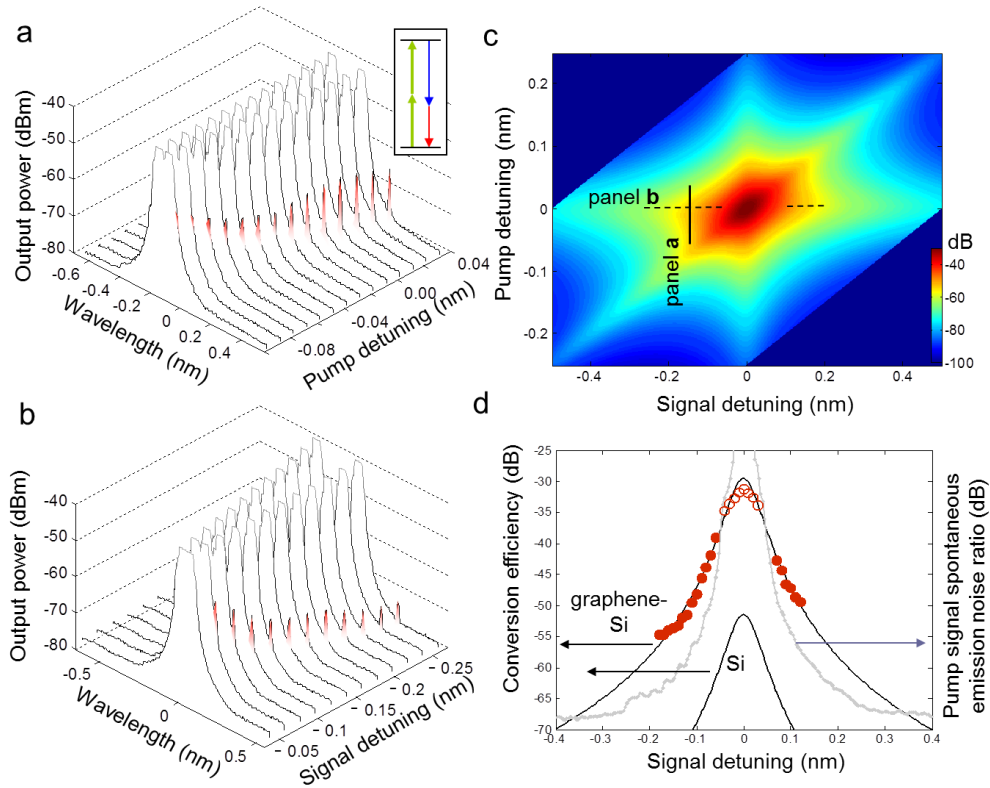 a
Output power (dBm)
-40
-50
-60
-70
-80
-0.6
-0.4
-0.2
0
0.2
0.4
Wavelength (nm)
-0.08
-0.04
0.00
0.04
Pump detuning (nm)
b
Output power (dBm)
-40
-50
-60
-70
-80
-0.5
0
0.5
Wavelength (nm)
- 0.05
- 0.1
- 0.15
- 0.2
- 0.25
Signal detuning (nm)
c
Pump detuning (nm)
0.2
0.1
0
-0.1
-0.2
panel b
panel a
dB
-40
-60
-80
-100
-0.4
-0.2
0
0.2
0.4
Signal detuning (nm)
d
Conversion efficiency (dB)
-25
-30
-35
-40
-45
-50
-55
-60
-65
-70
graphene-
Si
Si
-0.4
-0.3
-0.2
-0.1
0
0.1
0.2
0.3
0.4
Signal detuning (nm)
Pump signal spontaneous
emission noise ratio (dB)